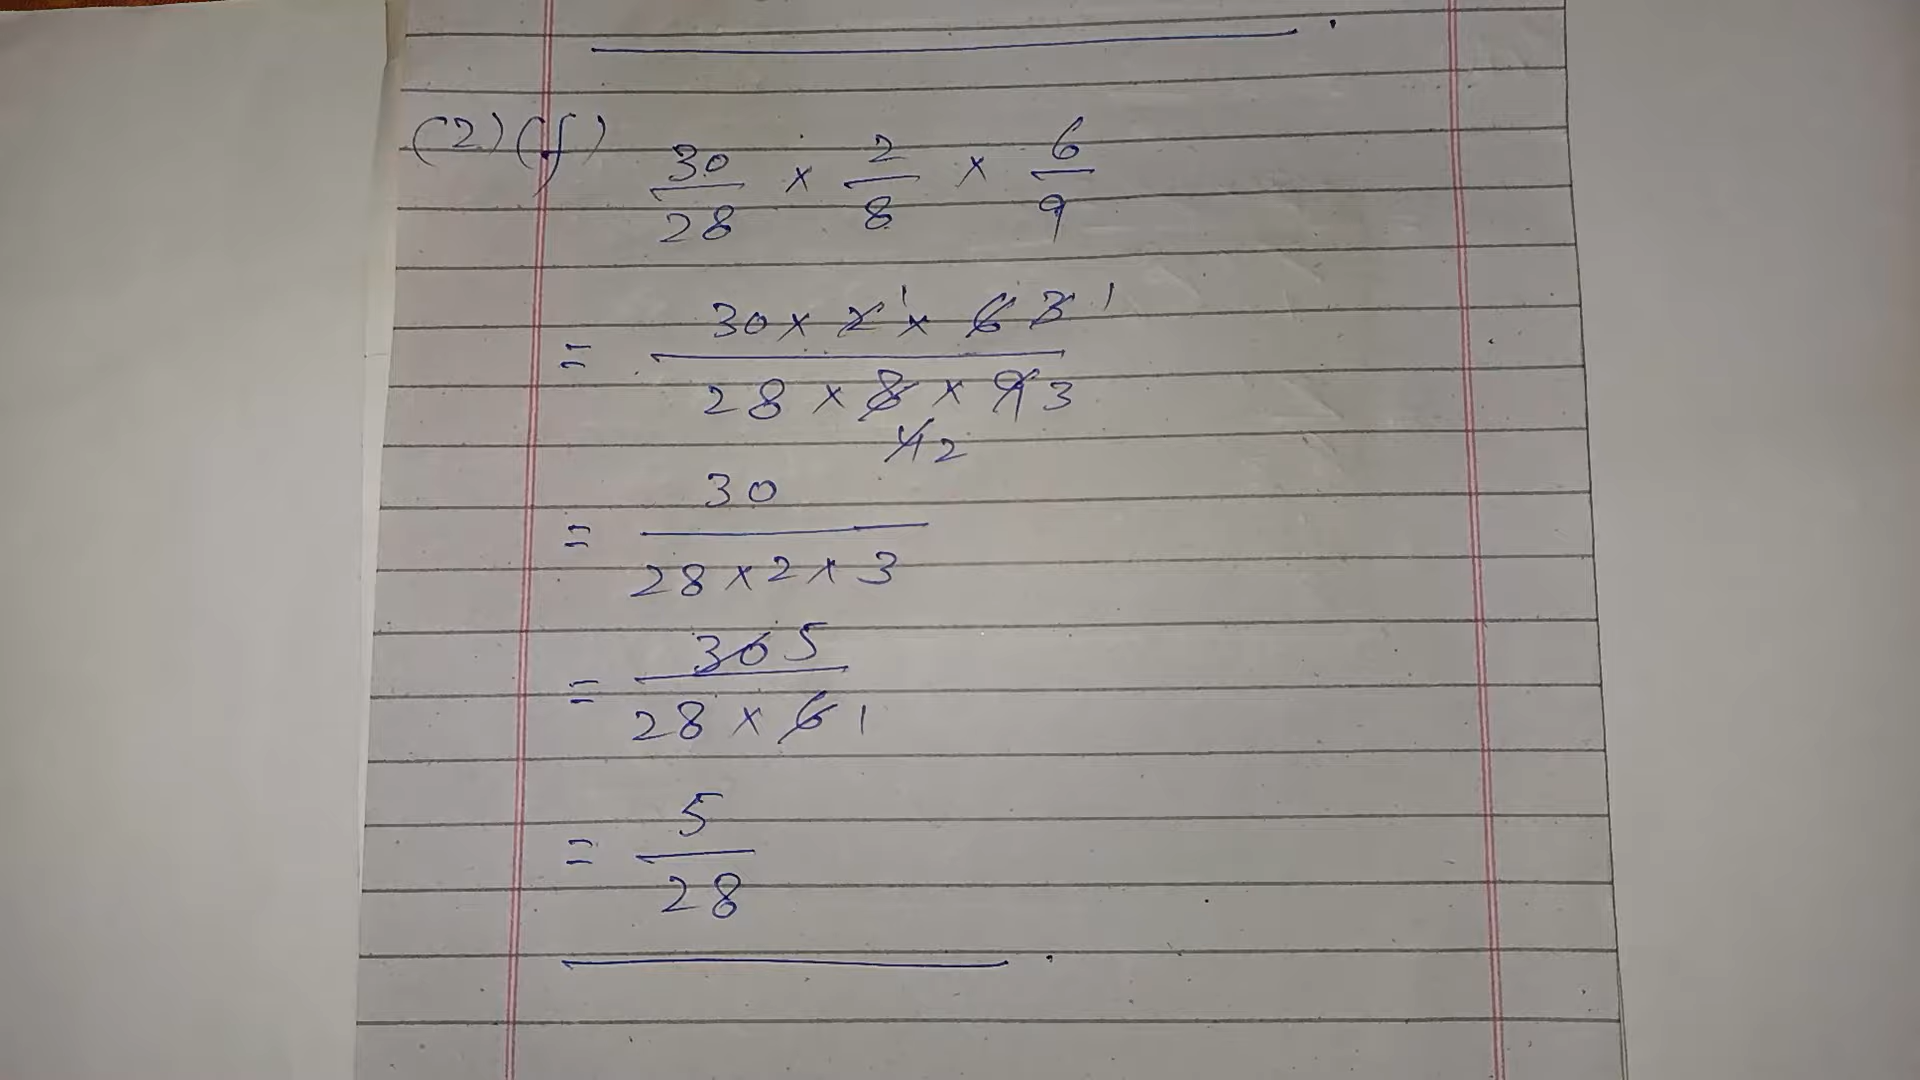 (2) (f) 30/28 × 2/8 × 6/9
= 30 × 2 1 × 6 3 1 / 28 × 8 4 2 × 9 3
= 30 / 28 × 2 × 3
= 30 5 / 28 × 6 1
= 5/28